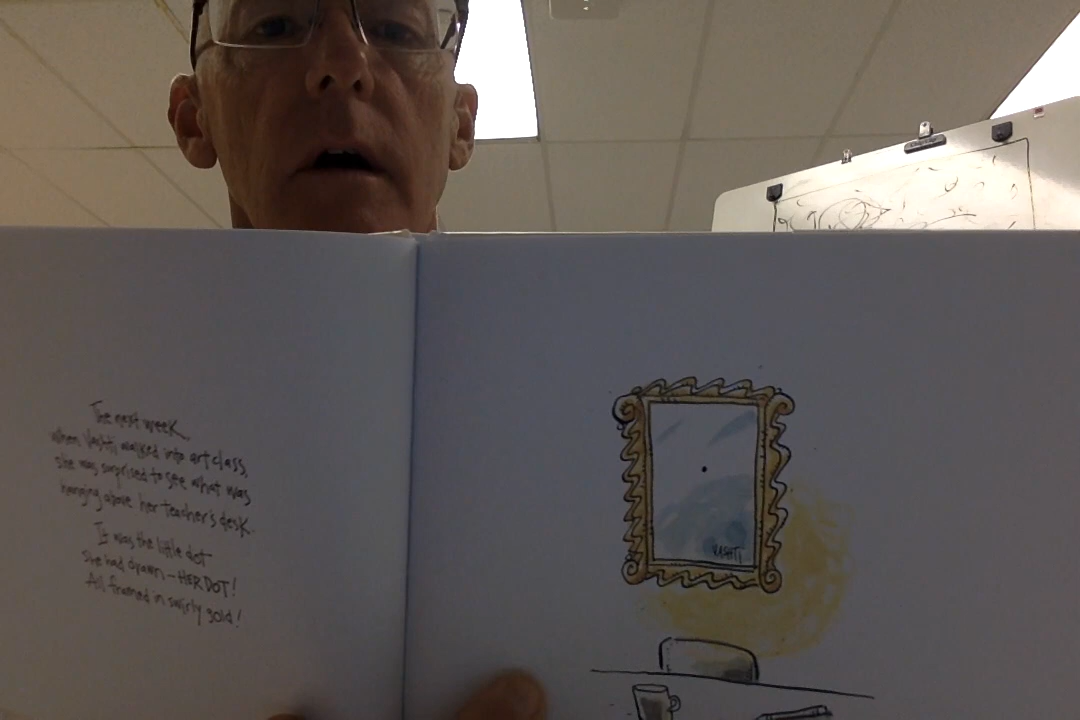 The next week,
when Vashti walked into art class,
she was surprised to see what was
hanging above her teacher's desk.
It was the little dot
she had drawn—HER DOT!
All framed in swirly gold!
VASHTI